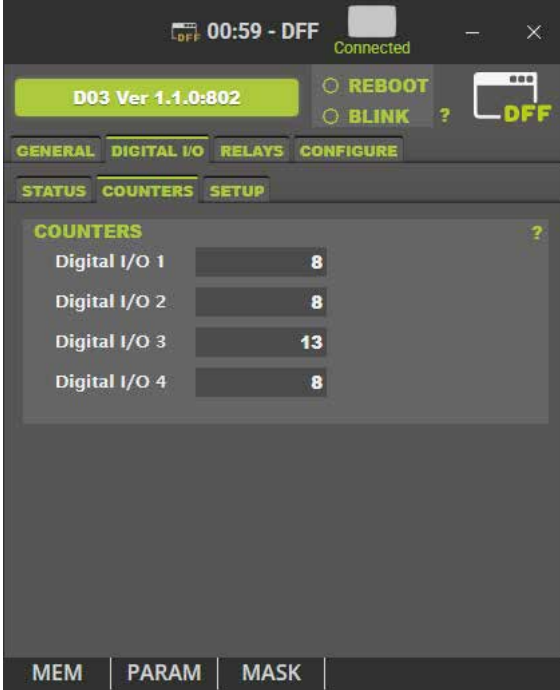 DFF 00:59 - DFF
Connected
D03 Ver 1.1.0:802
REBOOT
BLINK ?
DFF
GENERAL DIGITAL I/O RELAYS CONFIGURE
STATUS COUNTERS SETUP
COUNTERS ?
Digital I/O 1 8
Digital I/O 2 8
Digital I/O 3 13
Digital I/O 4 8
MEM PARAM MASK